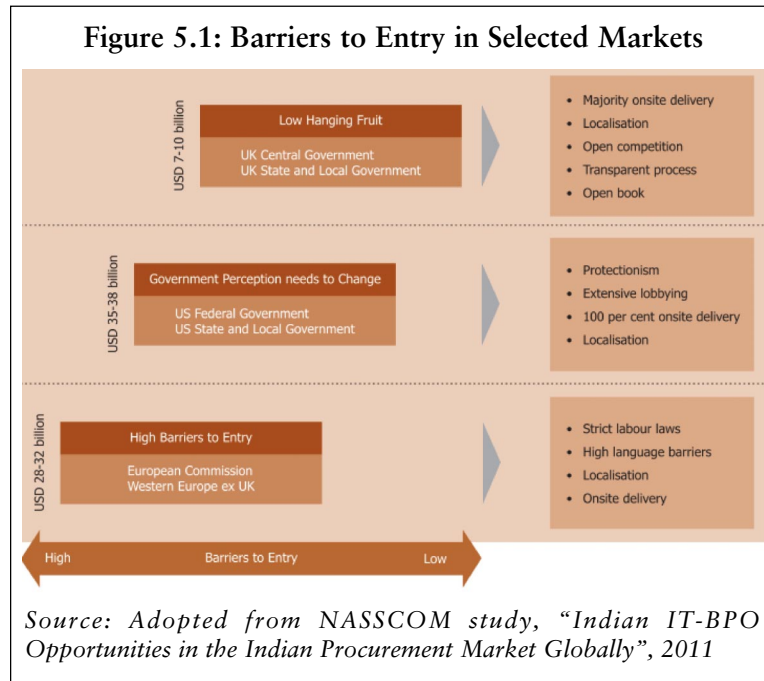 Figure 5.1: Barriers to Entry in Selected Markets
USD 7-10 billion
Low Hanging Fruit
UK Central Government
UK State and Local Government
• Majority onsite delivery
• Localisation
• Open competition
• Transparent process
• Open book
USD 35-38 billion
Government Perception needs to Change
US Federal Government
US State and Local Government
• Protectionism
• Extensive lobbying
• 100 per cent onsite delivery
• Localisation
USD 28-32 billion
High Barriers to Entry
European Commission
Western Europe ex UK
• Strict labour laws
• High language barriers
• Localisation
• Onsite delivery
High Barriers to Entry Low
Source: Adopted from NASSCOM study, “Indian IT-BPO
Opportunities in the Indian Procurement Market Globally”, 2011